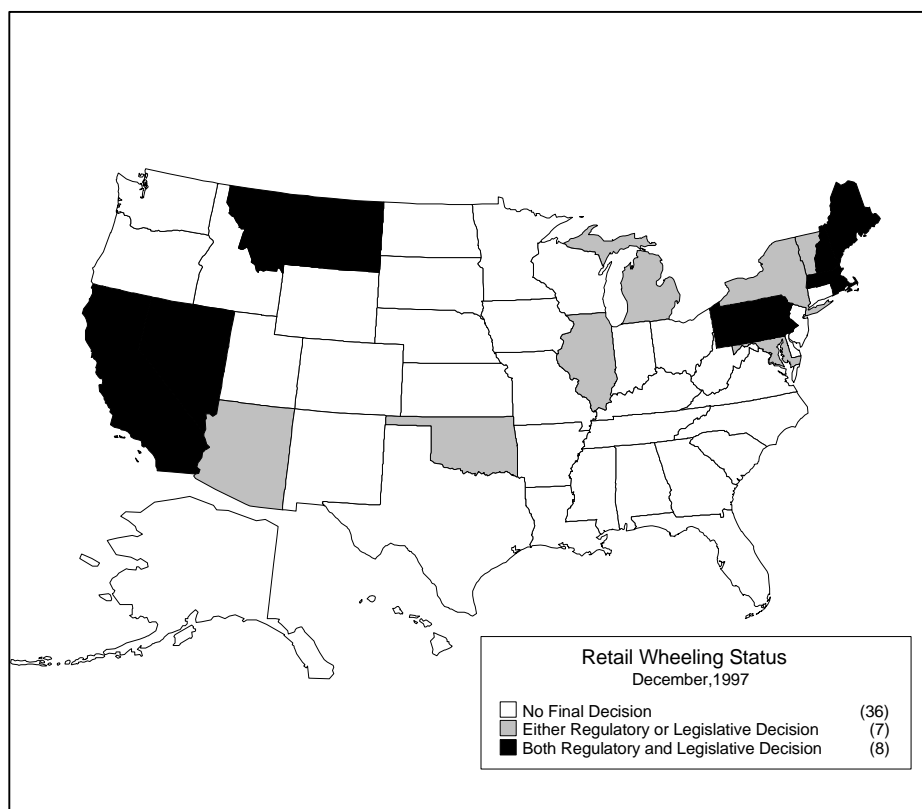 Retail Wheeling Status
December,1997
No Final Decision (36)
Either Regulatory or Legislative Decision (7)
Both Regulatory and Legislative Decision (8)